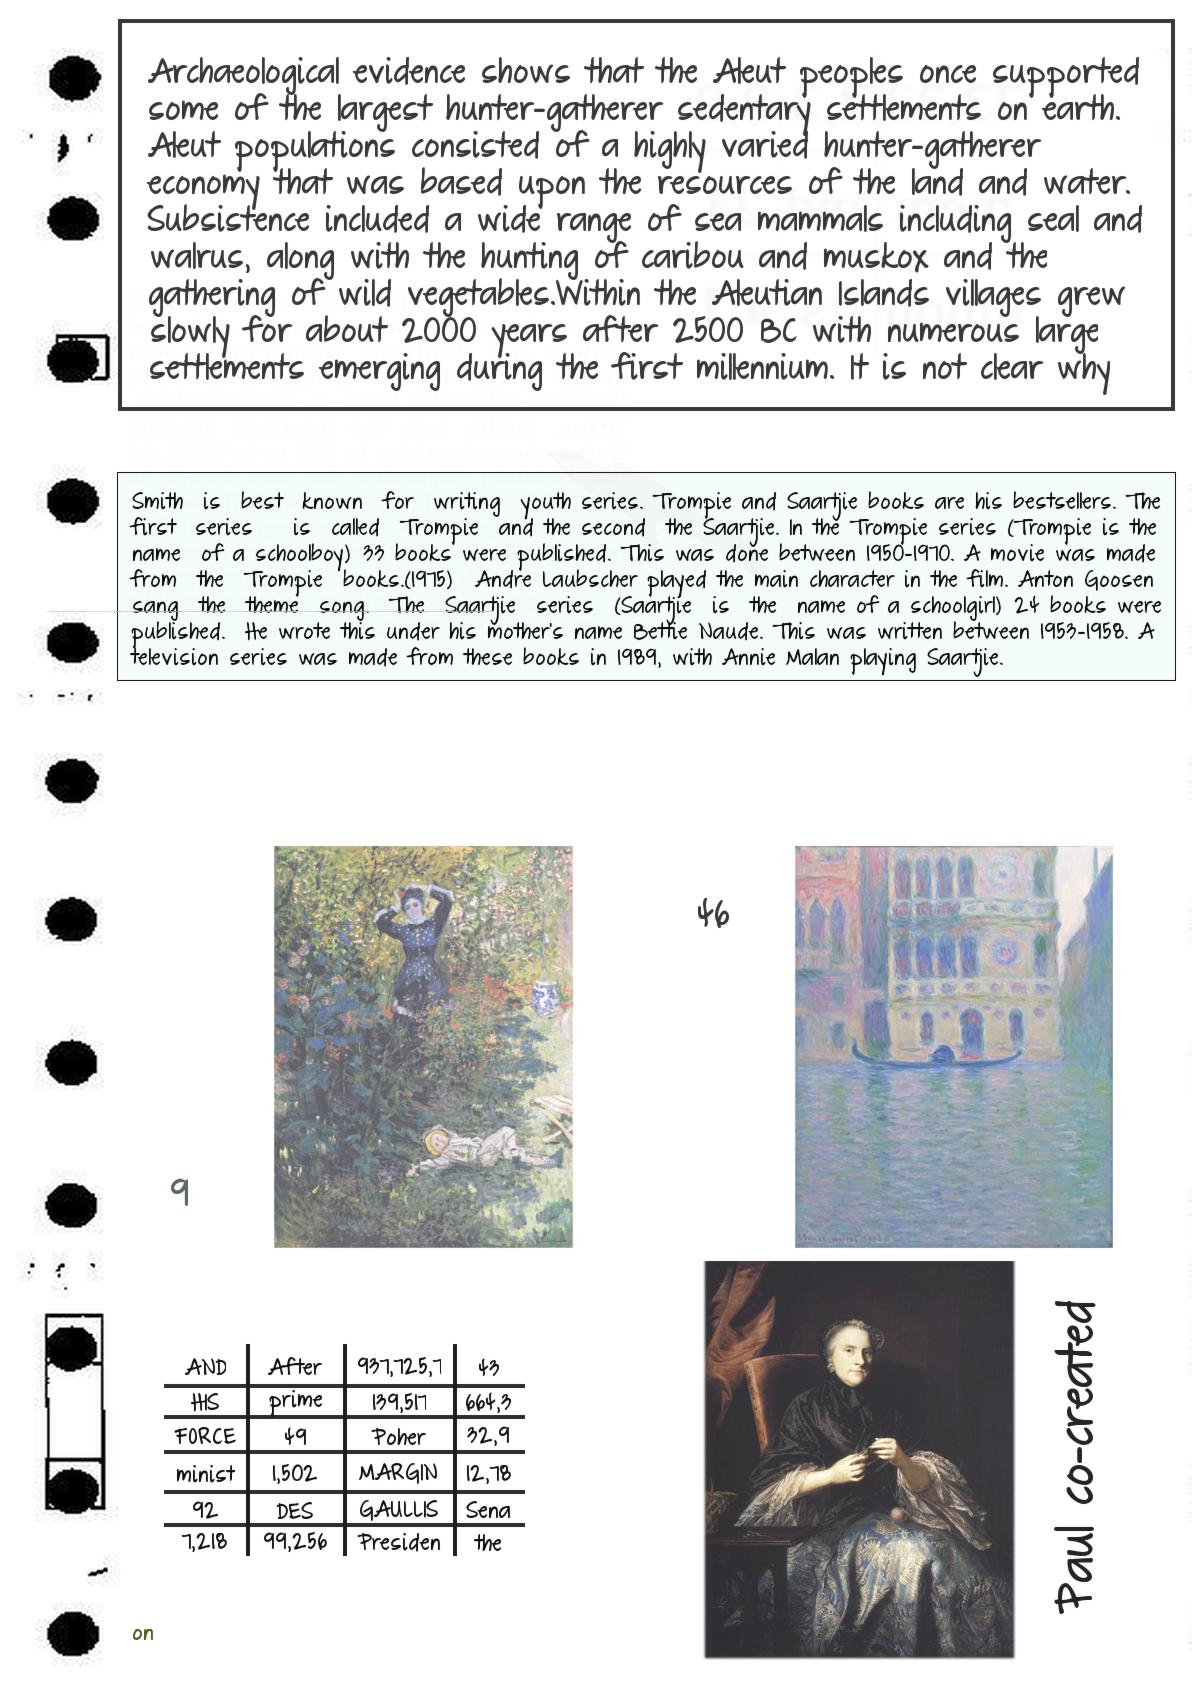 Archaeological evidence shows that the Aleut peoples once supported
some of the largest hunter-gatherer sedentary settlements on earth.
Aleut populations consisted of a highly varied hunter-gatherer
economy that was based upon the resources of the land and water.
Subsistence included a wide range of sea mammals including seal and
walrus, along with the hunting of caribou and muskox and the
gathering of wild vegetables.Within the Aleutian Islands villages grew
slowly for about 2000 years after 2500 BC with numerous large
settlements emerging during the first millennium. It is not clear why
Smith is best known for writing youth series. Trompie and Saartjie books are his bestsellers. The
first series is called Trompie and the second the Saartjie. In the Trompie series (Trompie is the
name of a schoolboy) 33 books were published. This was done between 1950-1970. A movie was made
from the Trompie books.(1975) Andre Laubscher played the main character in the film. Anton Goosen
sang the theme song. The Saartjie series (Saartjie is the name of a schoolgirl) 24 books were
published. He wrote this under his mother's name Bettie Naude. This was written between 1953-1958. A
television series was made from these books in 1989, with Annie Malan playing Saartjie.
46
9
AND After 937,725,7 43
HIS prime 139,517 664,3
FORCE 49 Poher 32,9
minist 1,502 MARGIN 12,78
92 DES GAULLIS Sena
7,218 99,256 Presiden the
Paul co-created
on